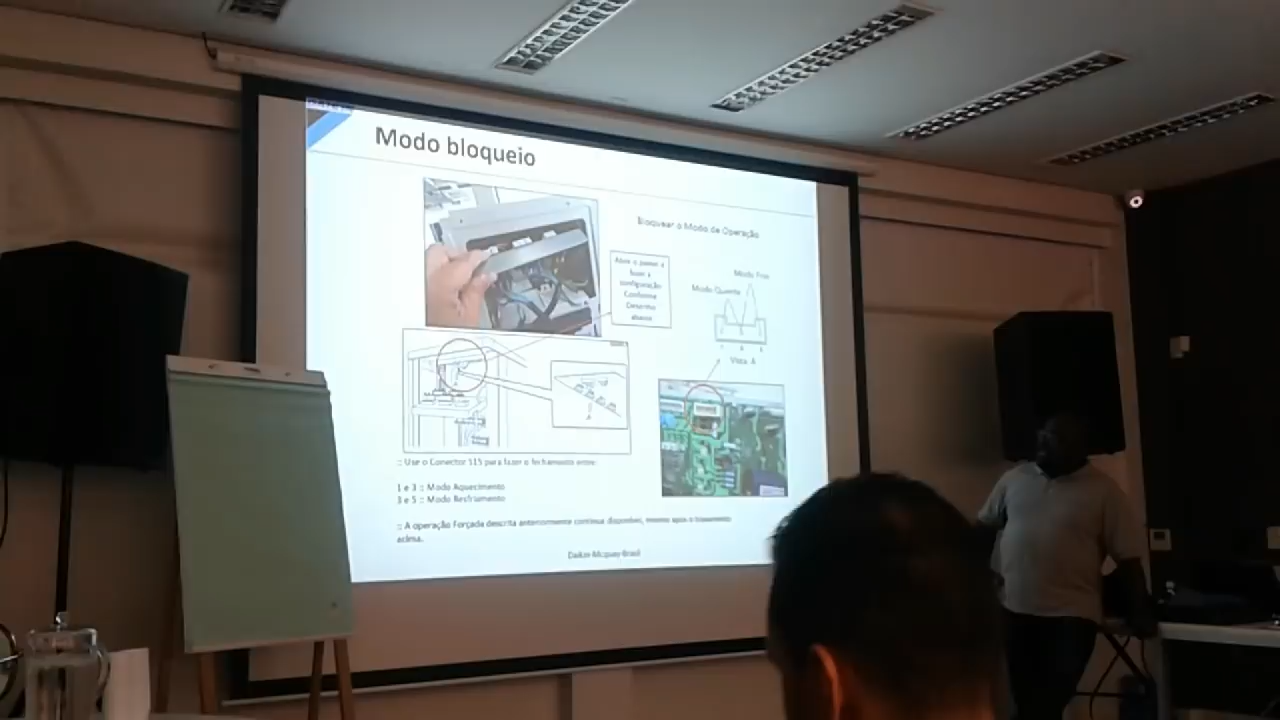 Modo bloqueio
Bloquear o Modo de Operação
Abrir o painel e
fazer a
configuração
Conforme
Desenho
abaixo
Modo Frio
Modo Quente
Vista A
:: Use o Conector S15 para fazer o fechamento entre:
1 e 3 :: Modo Aquecimento
3 e 5 :: Modo Resfriamento
:: A operação Forçada descrita anteriormente continua disponível, mesmo após o travamento
acima.
Daikin-Mcquay-Brasil